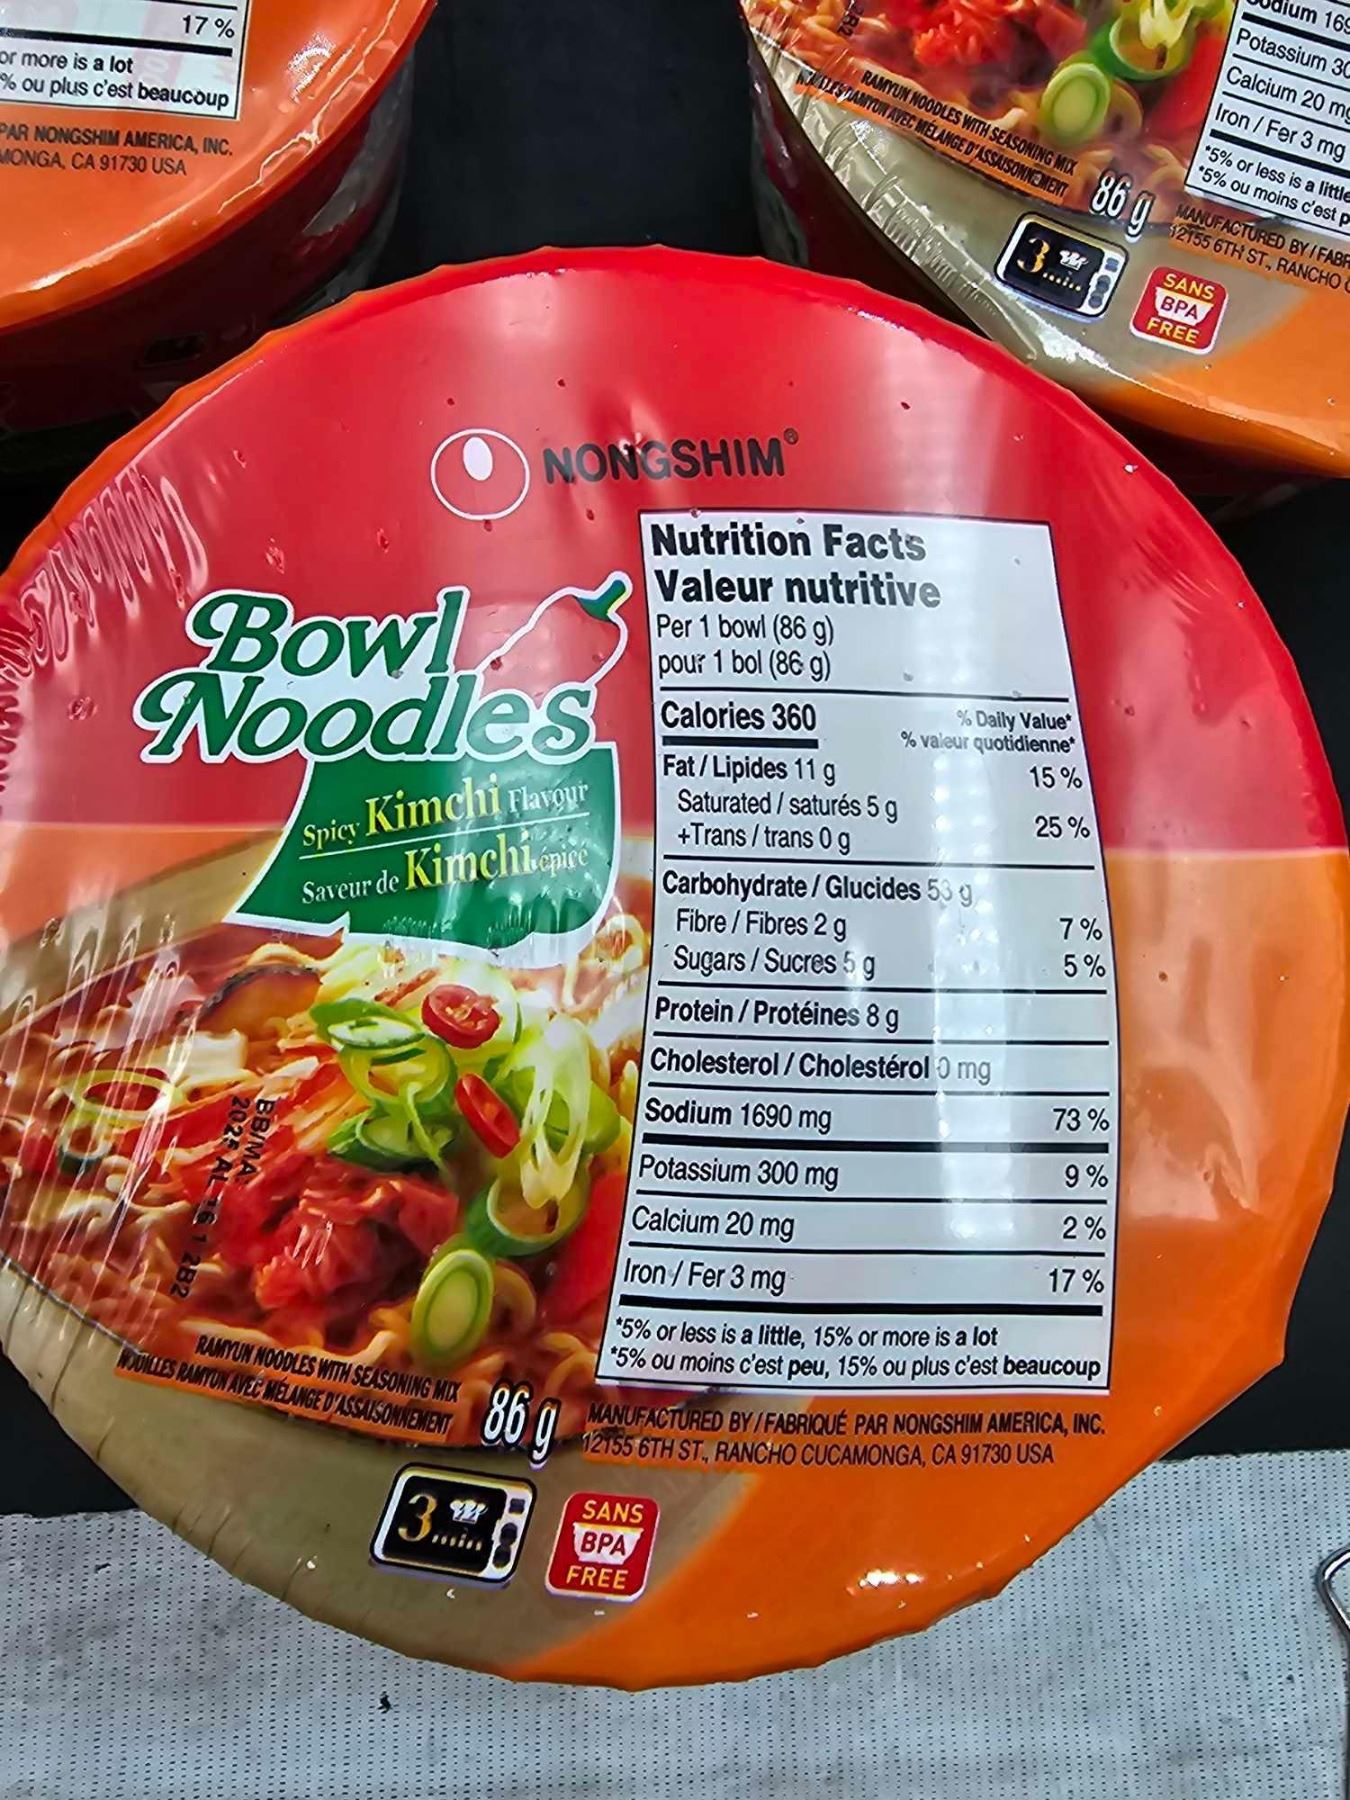 17 %
or more is a lot
% ou plus c'est beaucoup
PAR NONGSHIM AMERICA, INC.
MONGA, CA 91730 USA
RAMYUN NOODLES WITH SEASONING MIX
NOUILLES RAMYUN AVEC MÉLANGE D'ASSAISONNEMENT
86 g
3
SANS
BPA
FREE
Sodium 169
Potassium 30
Calcium 20 mg
Iron / Fer 3 mg
*5% or less is a little
*5% ou moins c'est p
MANUFACTURED BY / FABR
12155 6TH ST., RANCHO C
NONGSHIM®
Bowl
Noodles
Spicy Kimchi Flavour
Saveur de Kimchi épicé
Nutrition Facts
Valeur nutritive
Per 1 bowl (86 g)
pour 1 bol (86 g)
Calories 360
% Daily Value*
% valeur quotidienne*
Fat / Lipides 11 g 15 %
Saturated / saturés 5 g
+Trans / trans 0 g 25 %
Carbohydrate / Glucides 53 g
Fibre / Fibres 2 g 7 %
Sugars / Sucres 5 g 5 %
Protein / Protéines 8 g
Cholesterol / Cholestérol 0 mg
Sodium 1690 mg 73 %
Potassium 300 mg 9 %
Calcium 20 mg 2 %
Iron / Fer 3 mg 17 %
*5% or less is a little, 15% or more is a lot
*5% ou moins c'est peu, 15% ou plus c'est beaucoup
BB/MA
AL 2B2
RAMYUN NOODLES WITH SEASONING MIX
NOUILLES RAMYUN AVEC MÉLANGE D'ASSAISONNEMENT
86 g
MANUFACTURED BY / FABRIQUÉ PAR NONGSHIM AMERICA, INC.
12155 6TH ST., RANCHO CUCAMONGA, CA 91730 USA
3
SANS
BPA
FREE